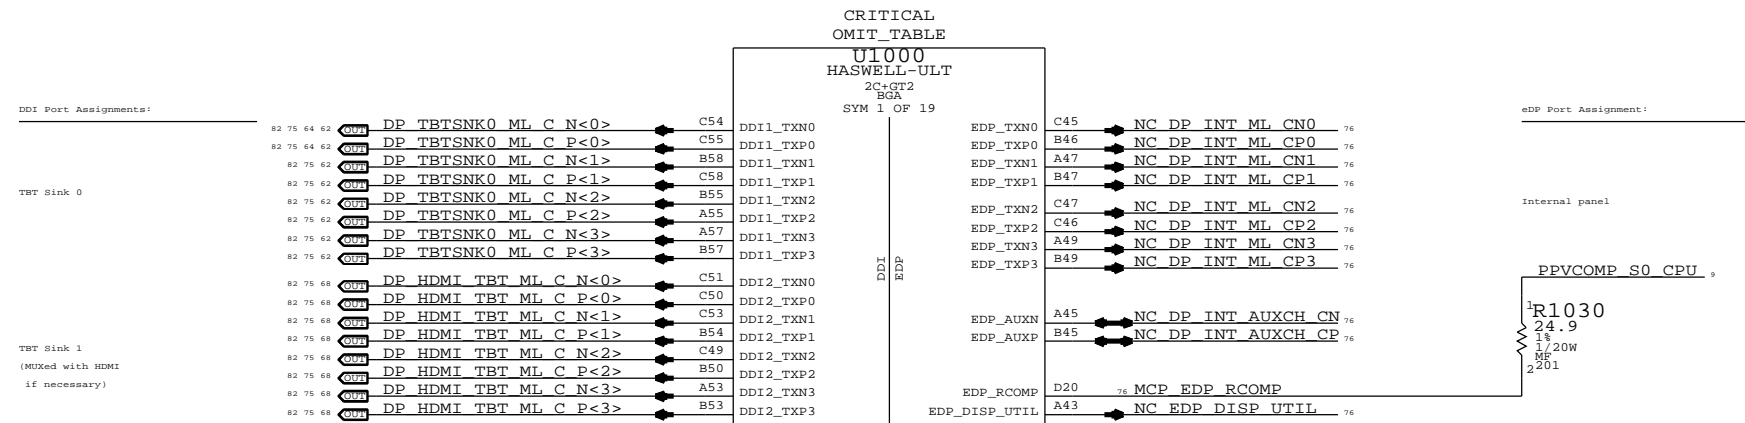 CRITICAL
OMIT_TABLE
U1000
HASWELL-ULT
2C+GT2
BGA
SYM 1 OF 19
DDI Port Assignments:
eDP Port Assignment:
82 75 64 62 OUT DP_TBTSNK0_ML_C_N<0> C54 DDI1_TXN0 EDP_TXN0 C45 NC_DP_INT_ML_CN0 76
82 75 64 62 OUT DP_TBTSNK0_ML_C_P<0> C55 DDI1_TXP0 EDP_TXP0 B46 NC_DP_INT_ML_CP0 76
82 75 62 OUT DP_TBTSNK0_ML_C_N<1> B58 DDI1_TXN1 EDP_TXN1 A47 NC_DP_INT_ML_CN1 76
82 75 62 OUT DP_TBTSNK0_ML_C_P<1> C58 DDI1_TXP1 EDP_TXP1 B47 NC_DP_INT_ML_CP1 76
TBT Sink 0
82 75 62 OUT DP_TBTSNK0_ML_C_N<2> B55 DDI1_TXN2 EDP_TXN2 C47 NC_DP_INT_ML_CN2 76
Internal panel
82 75 62 OUT DP_TBTSNK0_ML_C_P<2> A55 DDI1_TXP2 EDP_TXP2 C46 NC_DP_INT_ML_CP2 76
82 75 62 OUT DP_TBTSNK0_ML_C_N<3> A57 DDI1_TXN3 EDP_TXN3 A49 NC_DP_INT_ML_CN3 76
82 75 62 OUT DP_TBTSNK0_ML_C_P<3> B57 DDI1_TXP3 EDP_TXP3 B49 NC_DP_INT_ML_CP3 76
DDI
EDP
PPVCOMP_S0_CPU 9
82 75 68 OUT DP_HDMI_TBT_ML_C_N<0> C51 DDI2_TXN0
82 75 68 OUT DP_HDMI_TBT_ML_C_P<0> C50 DDI2_TXP0
82 75 68 OUT DP_HDMI_TBT_ML_C_N<1> C53 DDI2_TXN1 EDP_AUXN A45 NC_DP_INT_AUXCH_CN 76
82 75 68 OUT DP_HDMI_TBT_ML_C_P<1> B54 DDI2_TXP1 EDP_AUXP B45 NC_DP_INT_AUXCH_CP 76
1
R1030
24.9
1%
1/20W
MF
201
2
TBT Sink 1
(MUXed with HDMI
if necessary)
82 75 68 OUT DP_HDMI_TBT_ML_C_N<2> C49 DDI2_TXN2
82 75 68 OUT DP_HDMI_TBT_ML_C_P<2> B50 DDI2_TXP2
82 75 68 OUT DP_HDMI_TBT_ML_C_N<3> A53 DDI2_TXN3 EDP_RCOMP D20 76 MCP_EDP_RCOMP
82 75 68 OUT DP_HDMI_TBT_ML_C_P<3> B53 DDI2_TXP3 EDP_DISP_UTIL A43 NC_EDP_DISP_UTIL 76